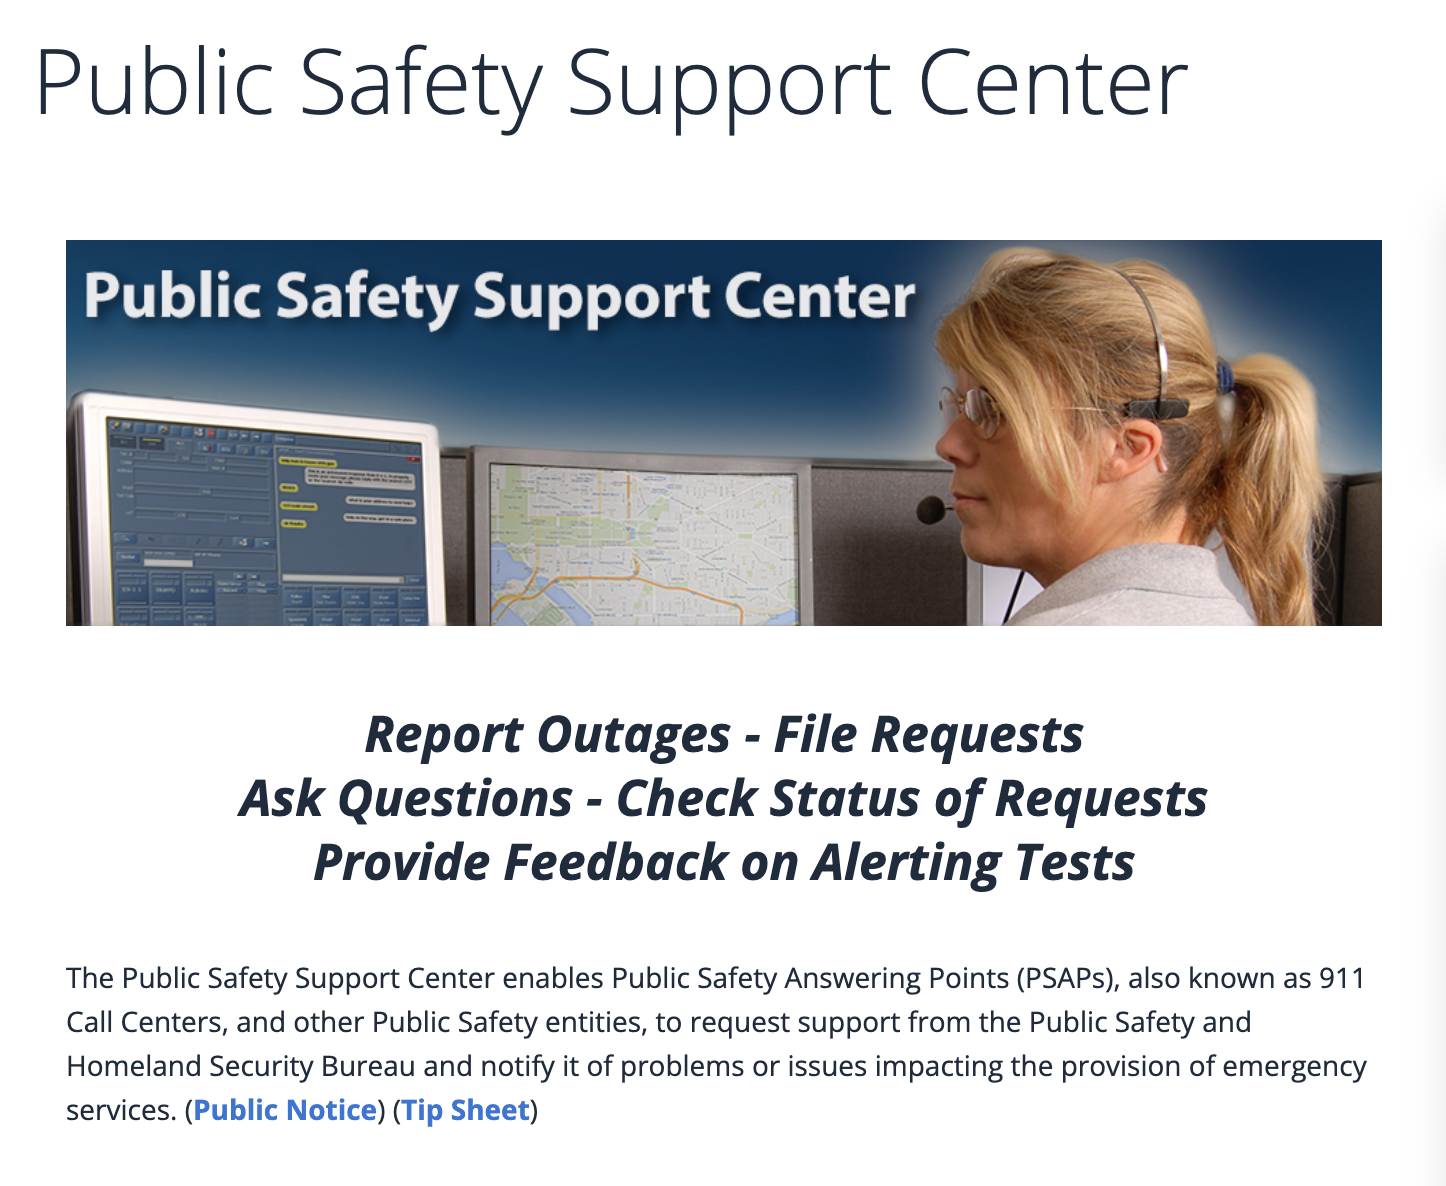 Public Safety Support Center
Public Safety Support Center
Report Outages - File Requests
Ask Questions - Check Status of Requests
Provide Feedback on Alerting Tests
The Public Safety Support Center enables Public Safety Answering Points (PSAPs), also known as 911
Call Centers, and other Public Safety entities, to request support from the Public Safety and
Homeland Security Bureau and notify it of problems or issues impacting the provision of emergency
services. (Public Notice) (Tip Sheet)